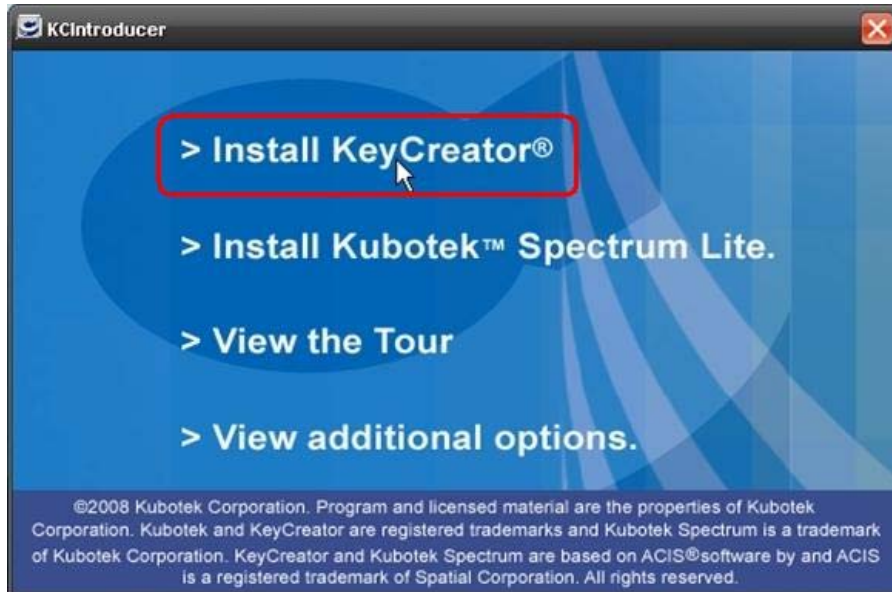 KCIntroducer
> Install KeyCreator®
> Install Kubotek™ Spectrum Lite.
> View the Tour
> View additional options.
©2008 Kubotek Corporation. Program and licensed material are the properties of Kubotek
Corporation. Kubotek and KeyCreator are registered trademarks and Kubotek Spectrum is a trademark
of Kubotek Corporation. KeyCreator and Kubotek Spectrum are based on ACIS®software by and ACIS
is a registered trademark of Spatial Corporation. All rights reserved.